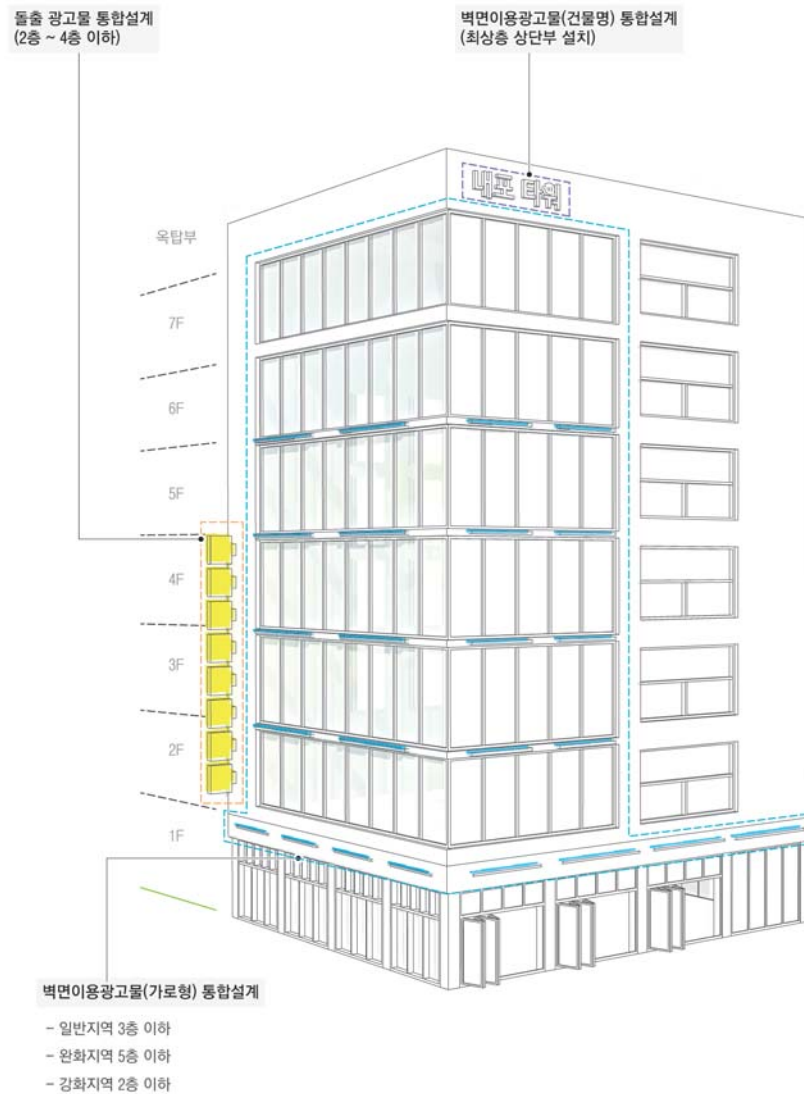 돌출 광고물 통합설계
(2층 ~ 4층 이하)
벽면이용광고물(건물명) 통합설계
(최상층 상단부 설치)
내포 타워
옥탑부
7F
6F
5F
4F
3F
2F
1F
벽면이용광고물(가로형) 통합설계
- 일반지역 3층 이하
- 완화지역 5층 이하
- 강화지역 2층 이하